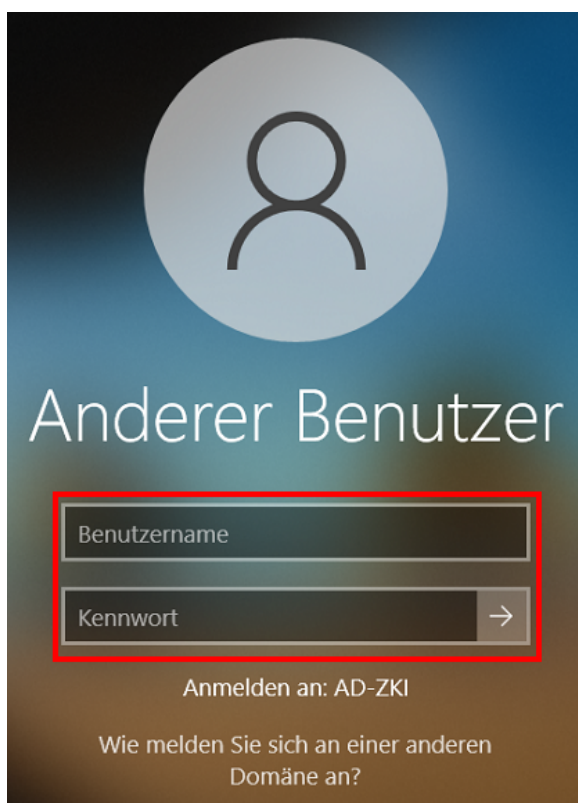 Anderer Benutzer
Benutzername
Kennwort
Anmelden an: AD-ZKI
Wie melden Sie sich an einer anderen
Domäne an?